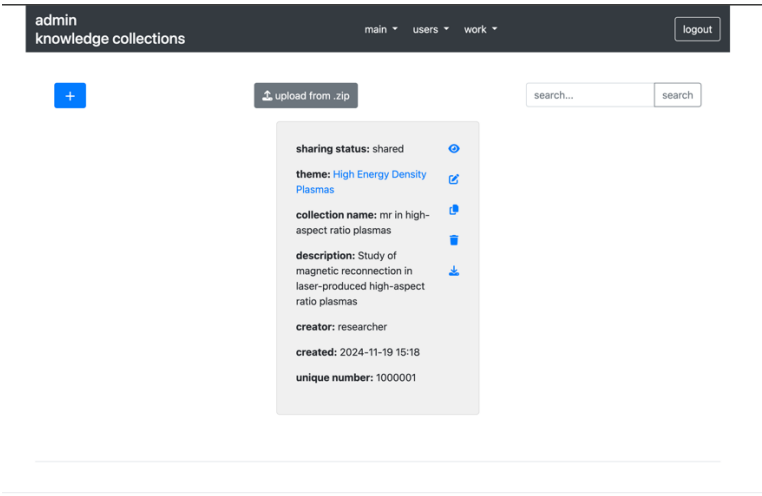 admin
knowledge collections
main users work
logout
+
upload from .zip
search...
search
sharing status: shared
theme: High Energy Density
Plasmas
collection name: mr in high-
aspect ratio plasmas
description: Study of
magnetic reconnection in
laser-produced high-aspect
ratio plasmas
creator: researcher
created: 2024-11-19 15:18
unique number: 1000001